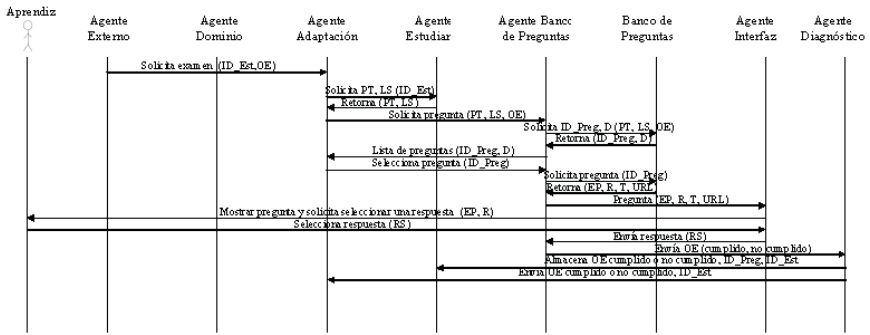 Aprendiz
Agente Externo
Agente Dominio
Agente Adaptación
Agente Estudiar
Agente Banco de Preguntas
Banco de Preguntas
Agente Interfaz
Agente Diagnóstico
Solicita examen (ID_Est,OE)
Solicita PT, LS (ID_Est)
Retorna (PT, LS)
Solicita pregunta (PT, LS, OE)
Solicita ID_Preg, D (PT, LS, OE)
Retorna (ID_Preg, D)
Lista de preguntas (ID_Preg, D)
Selecciona pregunta (ID_Preg)
Solicita pregunta (ID_Preg)
Retorna (EP, R, T, URL)
Pregunta (EP, R, T, URL)
Mostrar pregunta y solicita seleccionar una respuesta (EP, R)
Selecciona respuesta (RS)
Envía respuesta (RS)
Envía OE (cumplido, no cumplido)
Almacena OE cumplido o no cumplido, ID_Preg, ID_Est
Envía OE cumplido o no cumplido, ID_Est